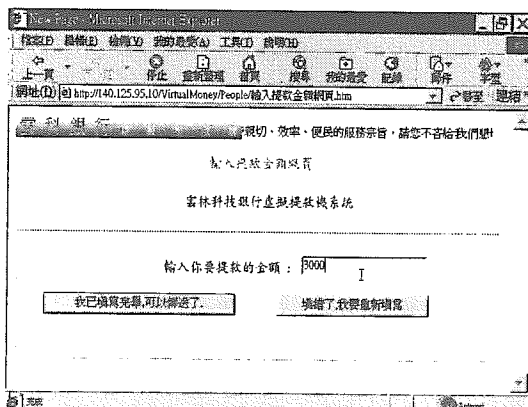 New Page - Microsoft Internet Explorer
檔案(F) 編輯(E) 檢視(V) 我的最愛(A) 工具(T) 說明(H)
上一頁 停止 重新整理 首頁 搜尋 我的最愛 記錄 郵件 字型
網址(D) http://140.125.95.10/VirtualMoney/People/輸入提款金額網頁.htm 移至 連結
雲科銀行
親切、效率、便民的服務宗旨，請您不吝給我們懇
輸入提款金額網頁
雲林科技銀行虛擬提款機系統
輸入你要提款的金額： 3000
我已填寫完畢,可以傳送了. 填錯了,我要重新填寫
完成 Internet